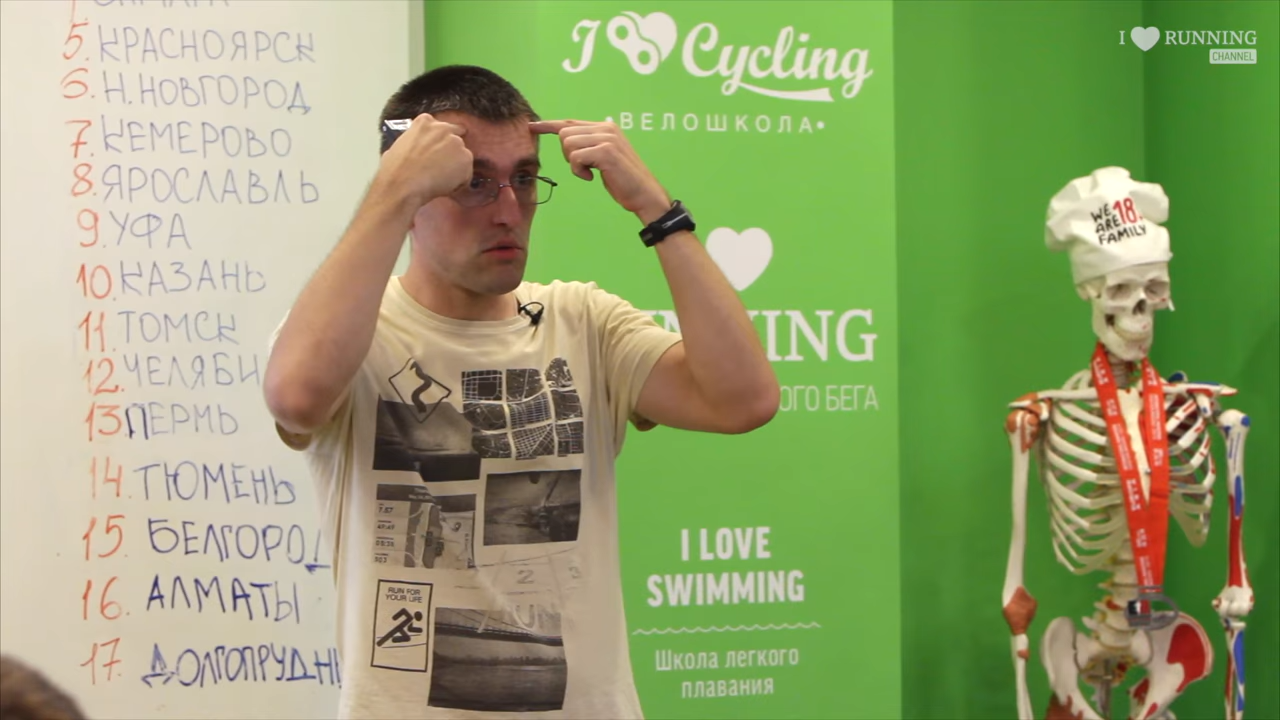 5. КРАСНОЯРСК
6. Н.НОВГОРОД
7. КЕМЕРОВО
8. ЯРОСЛАВЛЬ
9. УФА
10. КАЗАНЬ
11. ТОМСК
12. ЧЕЛЯБИ
13. ПЕРМЬ
14. ТЮМЕНЬ
15. БЕЛГОРОД
16. АЛМАТЫ
17. ДОЛГОПРУДН
I Cycling
•ВЕЛОШКОЛА•
NING
ОГО БЕГА
I LOVE
SWIMMING
Школа легкого
плавания
RUN FOR
YOUR LIFE
WE
ARE 18.
FAMILY
I RUNNING
CHANNEL